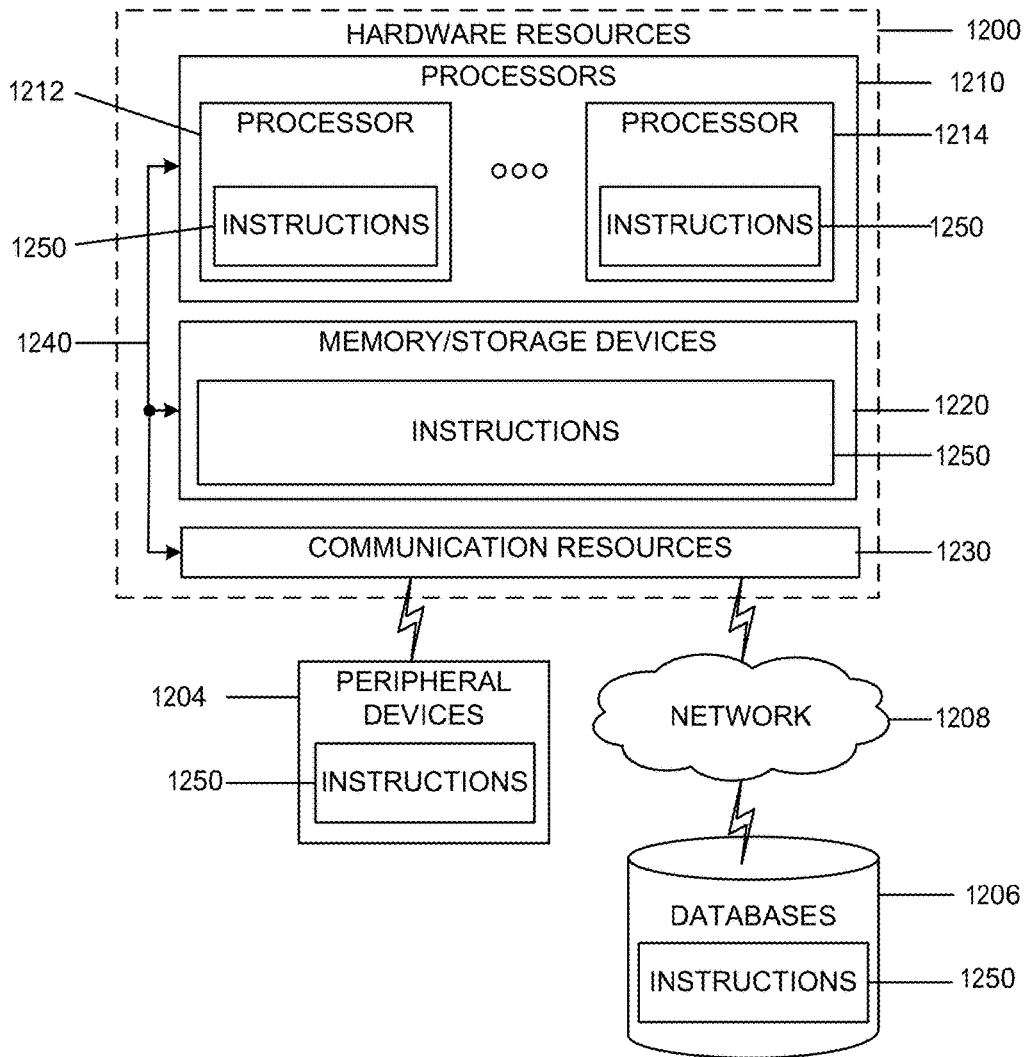 HARDWARE RESOURCES
1200
PROCESSORS
1210
1212
PROCESSOR
PROCESSOR
1214
INSTRUCTIONS
INSTRUCTIONS
1250
1250
1240
MEMORY/STORAGE DEVICES
1220
INSTRUCTIONS
1250
COMMUNICATION RESOURCES
1230
1204
PERIPHERAL
DEVICES
NETWORK
1208
1250
INSTRUCTIONS
1206
DATABASES
INSTRUCTIONS
1250